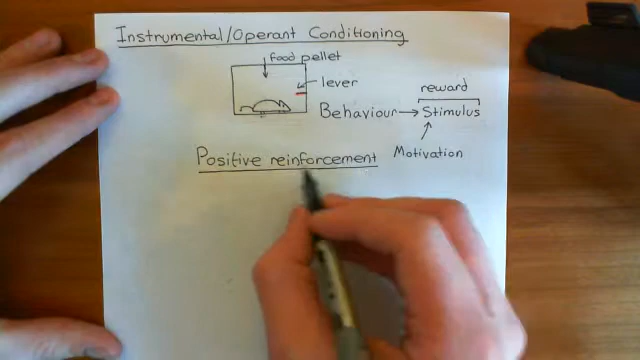 Instrumental/Operant Conditioning
food pellet
lever
reward
Behaviour → Stimulus
Motivation
Positive reinforcement